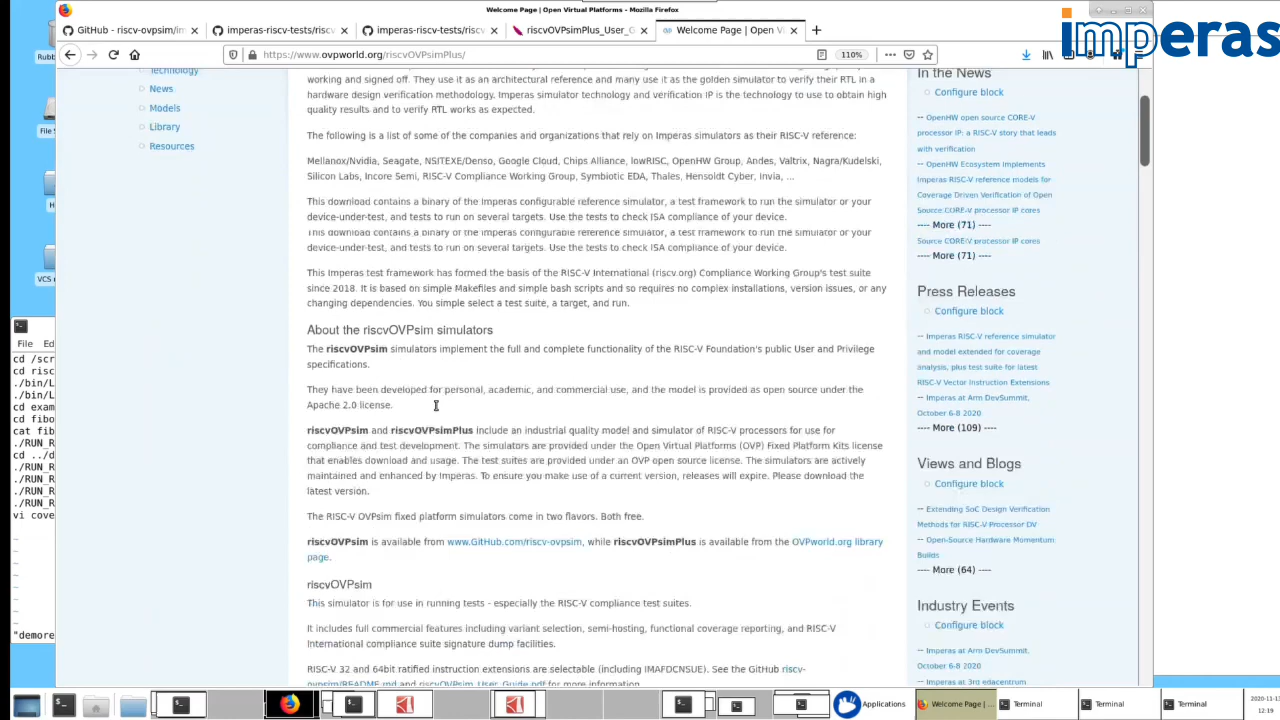 Welcome Page | Open Virtual Platforms - Mozilla Firefox
imperas
GitHub - riscv-ovpsim/im
imperas-riscv-tests/riscv
imperas-riscv-tests/riscv
riscvOVPsimPlus_User_G
Welcome Page | Open Vi
https://www.ovpworld.org/riscvOVPsimPlus/
110%
Rubb
File S
H
VBOX
VCS o
File Ed
cd /scr
cd risc
./bin/L
./bin/L
cd exam
cd fibo
cat fib
cd ../d
./RUN_R
./RUN_R
./RUN_R
./RUN_R
vi cove
"demore
Technology
News
Models
Library
Resources
working and signed off. They use it as an architectural reference and many use it as the golden simulator to verify their RTL in a
hardware design verification methodology. Imperas simulator technology and verification IP is the technology to use to obtain high
quality results and to verify RTL works as expected.
The following is a list of some of the companies and organizations that rely on Imperas simulators as their RISC-V reference:
Mellanox/Nvidia, Seagate, NSITEXE/Denso, Google Cloud, Chips Alliance, lowRISC, OpenHW Group, Andes, Valtrix, Nagra/Kudelski,
Silicon Labs, Incore Semi, RISC-V Compliance Working Group, Symbiotic EDA, Thales, Hensoldt Cyber, Invia, ...
This download contains a binary of the Imperas configurable reference simulator, a test framework to run the simulator or your
device-under-test, and tests to run on several targets. Use the tests to check ISA compliance of your device.
This download contains a binary of the Imperas configurable reference simulator, a test framework to run the simulator or your
device-under-test, and tests to run on several targets. Use the tests to check ISA compliance of your device.
This Imperas test framework has formed the basis of the RISC-V International (riscv.org) Compliance Working Group's test suite
since 2018. It is based on simple Makefiles and simple bash scripts and so requires no complex installations, version issues, or any
changing dependencies. You simple select a test suite, a target, and run.
About the riscvOVPsim simulators
The riscvOVPsim simulators implement the full and complete functionality of the RISC-V Foundation's public User and Privilege
specifications.
They have been developed for personal, academic, and commercial use, and the model is provided as open source under the
Apache 2.0 license.
riscvOVPsim and riscvOVPsimPlus include an industrial quality model and simulator of RISC-V processors for use for
compliance and test development. The simulators are provided under the Open Virtual Platforms (OVP) Fixed Platform Kits license
that enables download and usage. The test suites are provided under an OVP open source license. The simulators are actively
maintained and enhanced by Imperas. To ensure you make use of a current version, releases will expire. Please download the
latest version.
The RISC-V OVPsim fixed platform simulators come in two flavors. Both free.
riscvOVPsim is available from www.GitHub.com/riscv-ovpsim, while riscvOVPsimPlus is available from the OVPworld.org library
page.
riscvOVPsim
This simulator is for use in running tests - especially the RISC-V compliance test suites.
It includes full commercial features including variant selection, semi-hosting, functional coverage reporting, and RISC-V
International compliance suite signature dump facilities.
RISC-V 32 and 64bit ratified instruction extensions are selectable (including IMAFDCNSUE). See the GitHub riscv-
ovpsim/README.md and riscvOVPsim_User_Guide.pdf for more information.
In the News
Configure block
-- OpenHW open source CORE-V
processor IP: a RISC-V story that leads
with verification
-- OpenHW Ecosystem Implements
Imperas RISC-V reference models for
Coverage Driven Verification of Open
Source CORE-V processor IP cores
---- More (71) ----
Source CORE-V processor IP cores
---- More (71) ----
Press Releases
Configure block
-- Imperas RISC-V reference simulator
and model extended for coverage
analysis, plus test suite for latest
RISC-V Vector Instruction Extensions
-- Imperas at Arm DevSummit,
October 6-8 2020
---- More (109) ----
Views and Blogs
Configure block
-- Extending SoC Design Verification
Methods for RISC-V Processor DV
-- Open-Source Hardware Momentum
Builds
---- More (64) ----
Industry Events
Configure block
-- Imperas at Arm DevSummit,
October 6-8 2020
-- Imperas at 3rd edacentrum
Applications
Welcome Page | ...
Terminal
Terminal
Terminal
2020-11-13
12:19